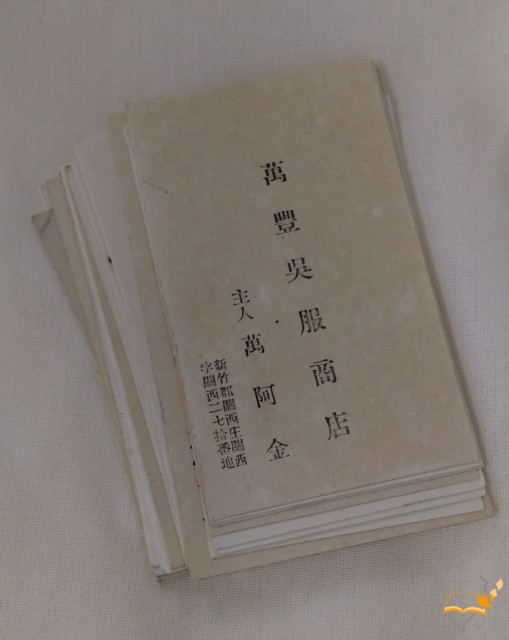 萬豐吳服商店
主人 萬阿金
新竹郡關西庄關西
字關西二七拾番地